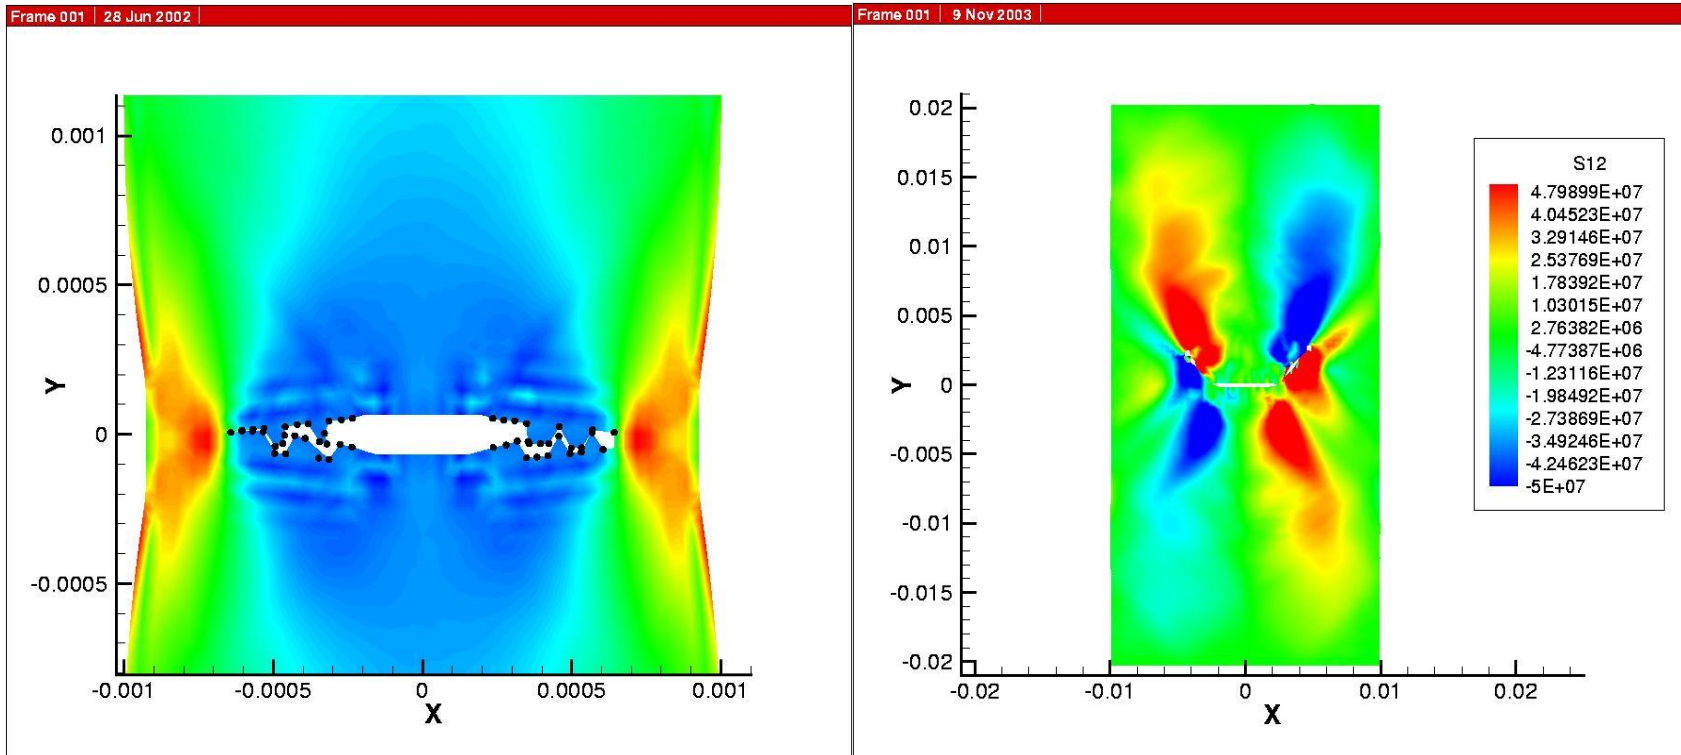 Frame 001 | 28 Jun 2002 |
0.001
0.0005
0
-0.0005
Y
-0.001 -0.0005 0 0.0005 0.001
X
Frame 001 | 9 Nov 2003 |
0.02
0.015
0.01
0.005
0
-0.005
-0.01
-0.015
-0.02
Y
-0.02 -0.01 0 0.01 0.02
X
S12
4.79899E+07
4.04523E+07
3.29146E+07
2.53769E+07
1.78392E+07
1.03015E+07
2.76382E+06
-4.77387E+06
-1.23116E+07
-1.98492E+07
-2.73869E+07
-3.49246E+07
-4.24623E+07
-5E+07